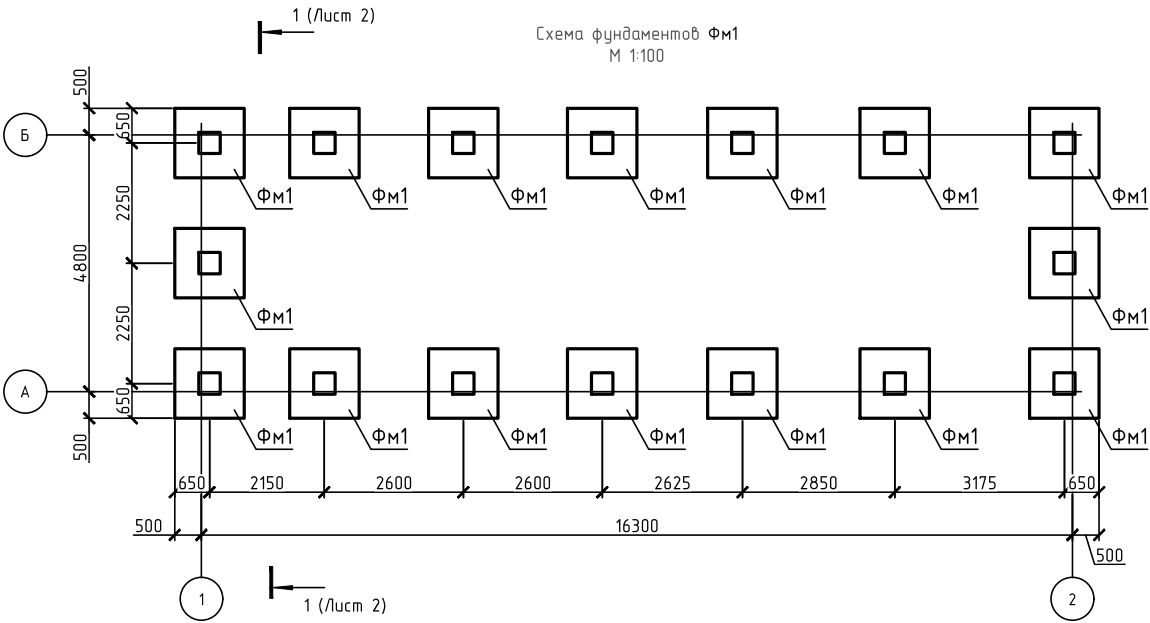 1 (Лист 2)
Схема фундаментов Фм1
М 1:100
500
650
Б
Фм1 Фм1 Фм1 Фм1 Фм1 Фм1 Фм1
2250
4800
Фм1 Фм1
2250
А
650
500
Фм1 Фм1 Фм1 Фм1 Фм1 Фм1 Фм1
650 2150 2600 2600 2625 2850 3175 650
500 16300 500
1 2
1 (Лист 2)